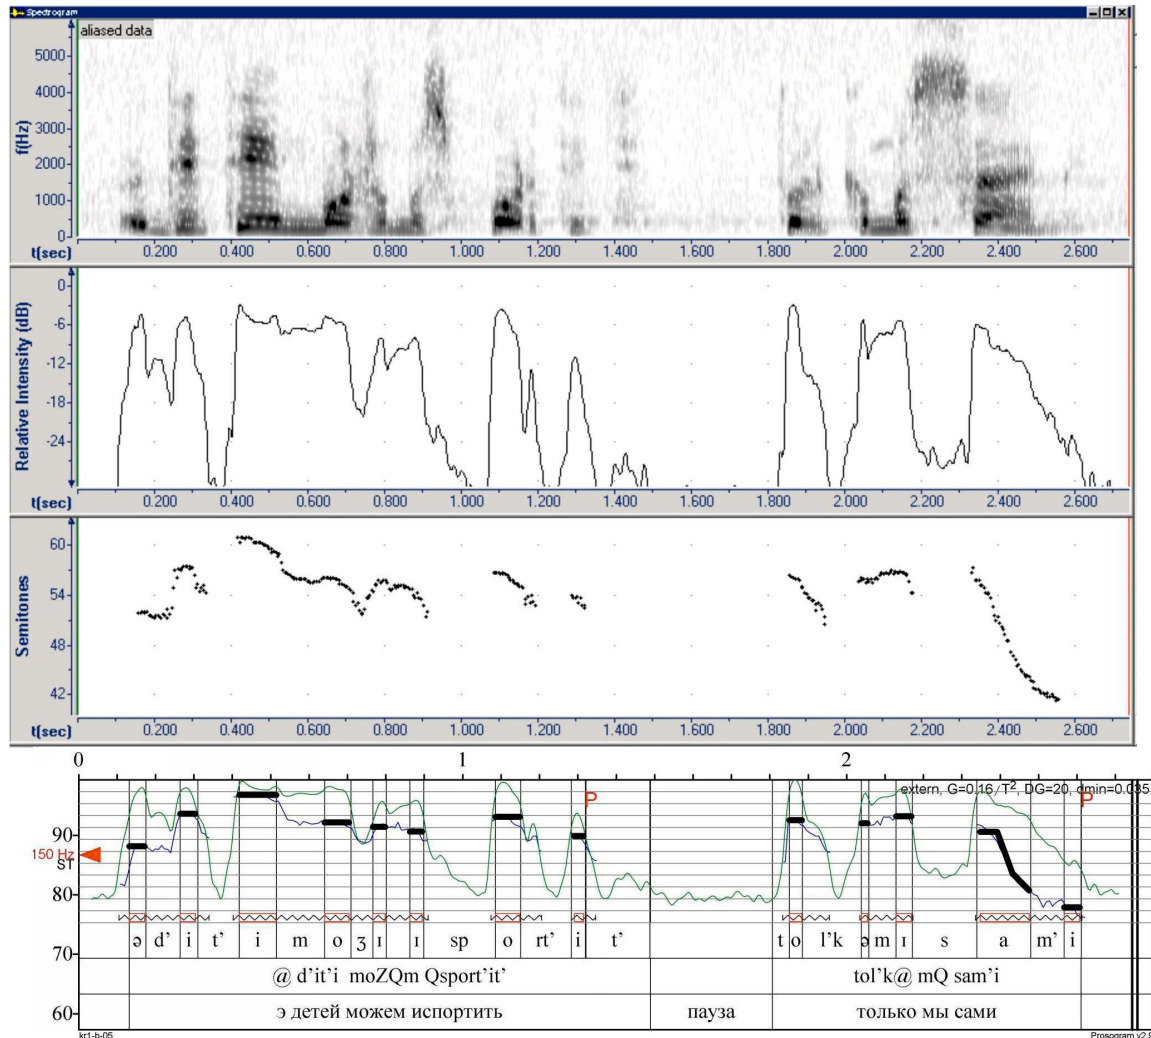 Spectrogram
aliased data
f(Hz)
5000
4000
3000
2000
1000
0
t(sec) 0.200 0.400 0.600 0.800 1.000 1.200 1.400 1.600 1.800 2.000 2.200 2.400 2.600
Relative Intensity (dB)
0
-6
-12
-18
-24
t(sec) 0.200 0.400 0.600 0.800 1.000 1.200 1.400 1.600 1.800 2.000 2.200 2.400 2.600
Semitones
60
54
48
42
t(sec) 0.200 0.400 0.600 0.800 1.000 1.200 1.400 1.600 1.800 2.000 2.200 2.400 2.600
0 1 2
extern, G=0.16/T², DG=20, dmin=0.035
P P
90
150 Hz
ST
80
70
60
ə d' i t' i m o ʒ ɪ ɪ sp o rt' i t' t o l'k ə m ɪ s a m' i
@ d'it'i moZQm Qsport'it' tol'k@ mQ sam'i
э детей можем испортить пауза только мы сами
kr1-b-05
Prosogram v2.9